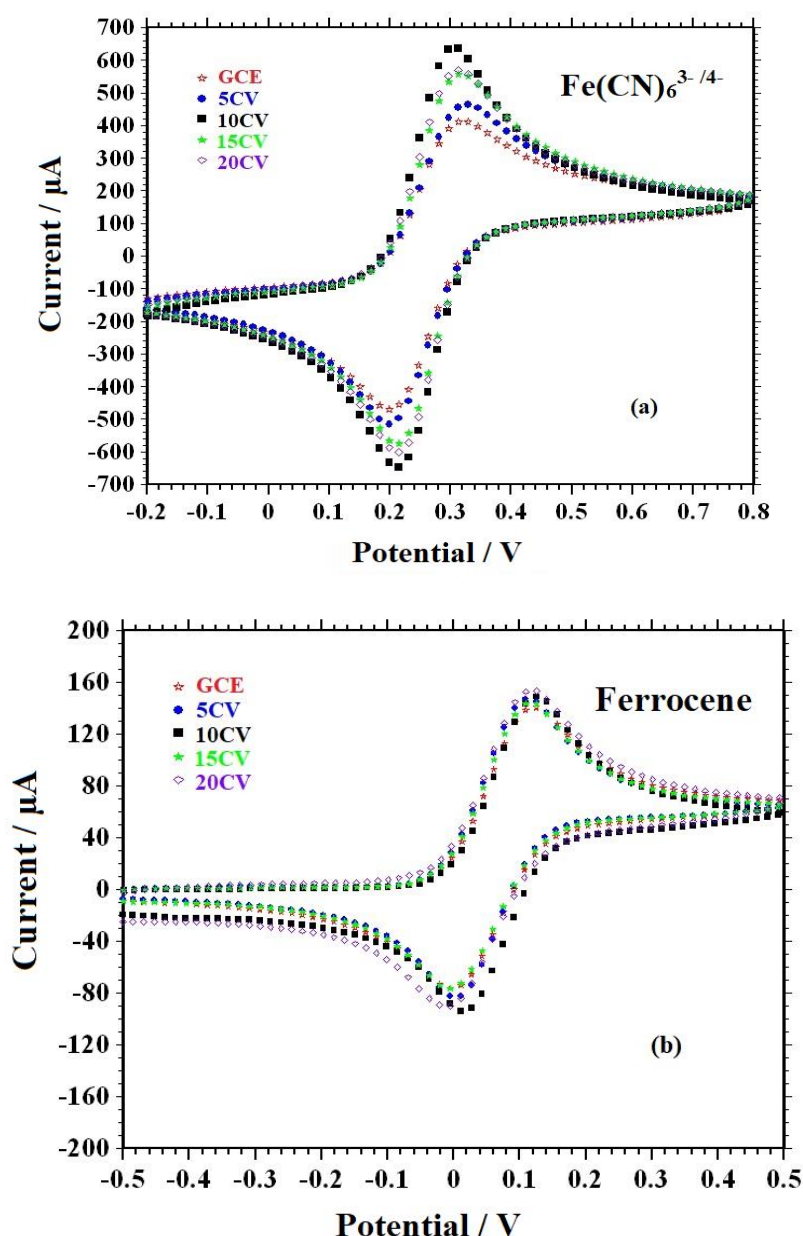 700
600
500
400
300
200
100
0
-100
-200
-300
-400
-500
-600
-700
Current / µA
GCE
5CV
10CV
15CV
20CV
Fe(CN)₆³⁻ᐟ⁴⁻
(a)
-0.2 -0.1 0 0.1 0.2 0.3 0.4 0.5 0.6 0.7 0.8
Potential / V
200
160
120
80
40
0
-40
-80
-120
-160
-200
Current / µA
GCE
5CV
10CV
15CV
20CV
Ferrocene
(b)
-0.5 -0.4 -0.3 -0.2 -0.1 0 0.1 0.2 0.3 0.4 0.5
Potential / V